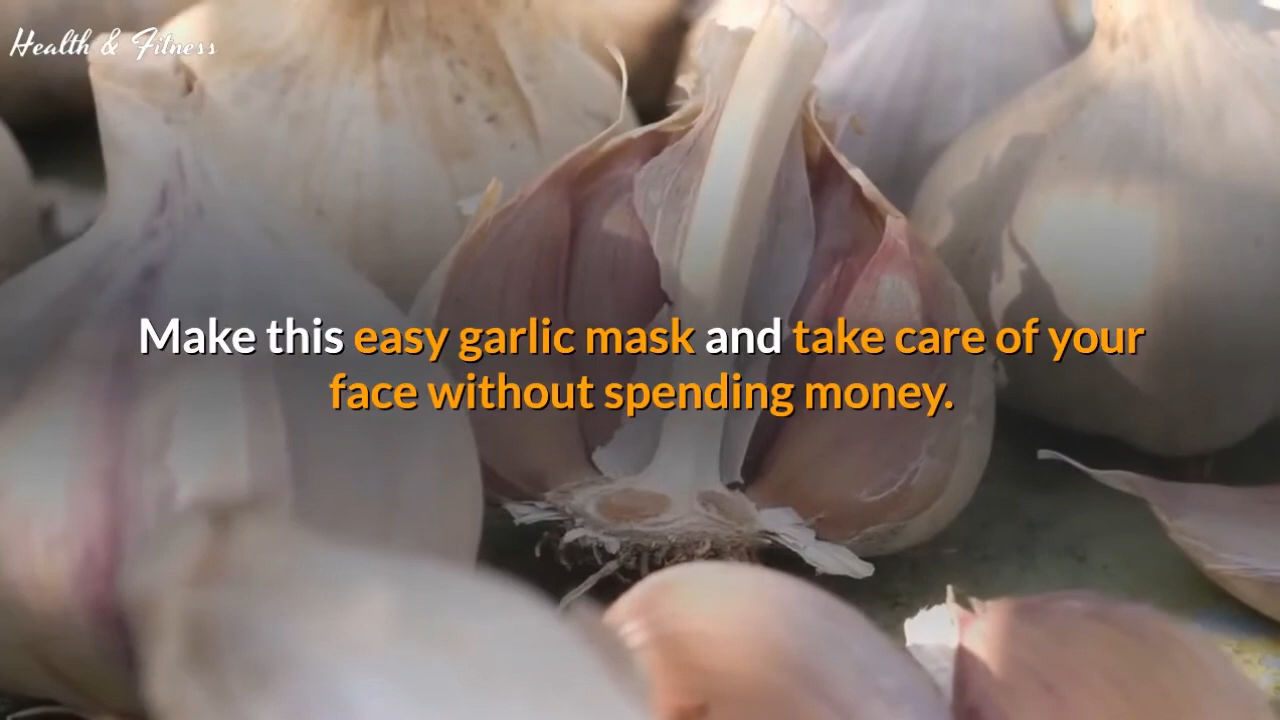 Health & Fitness
Make this easy garlic mask and take care of your
face without spending money.